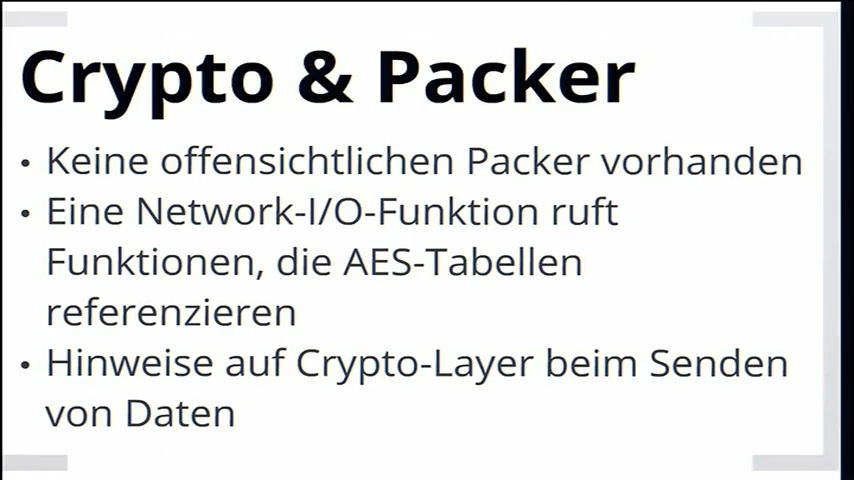 Crypto & Packer
• Keine offensichtlichen Packer vorhanden
• Eine Network-I/O-Funktion ruft
Funktionen, die AES-Tabellen
referenzieren
• Hinweise auf Crypto-Layer beim Senden
von Daten